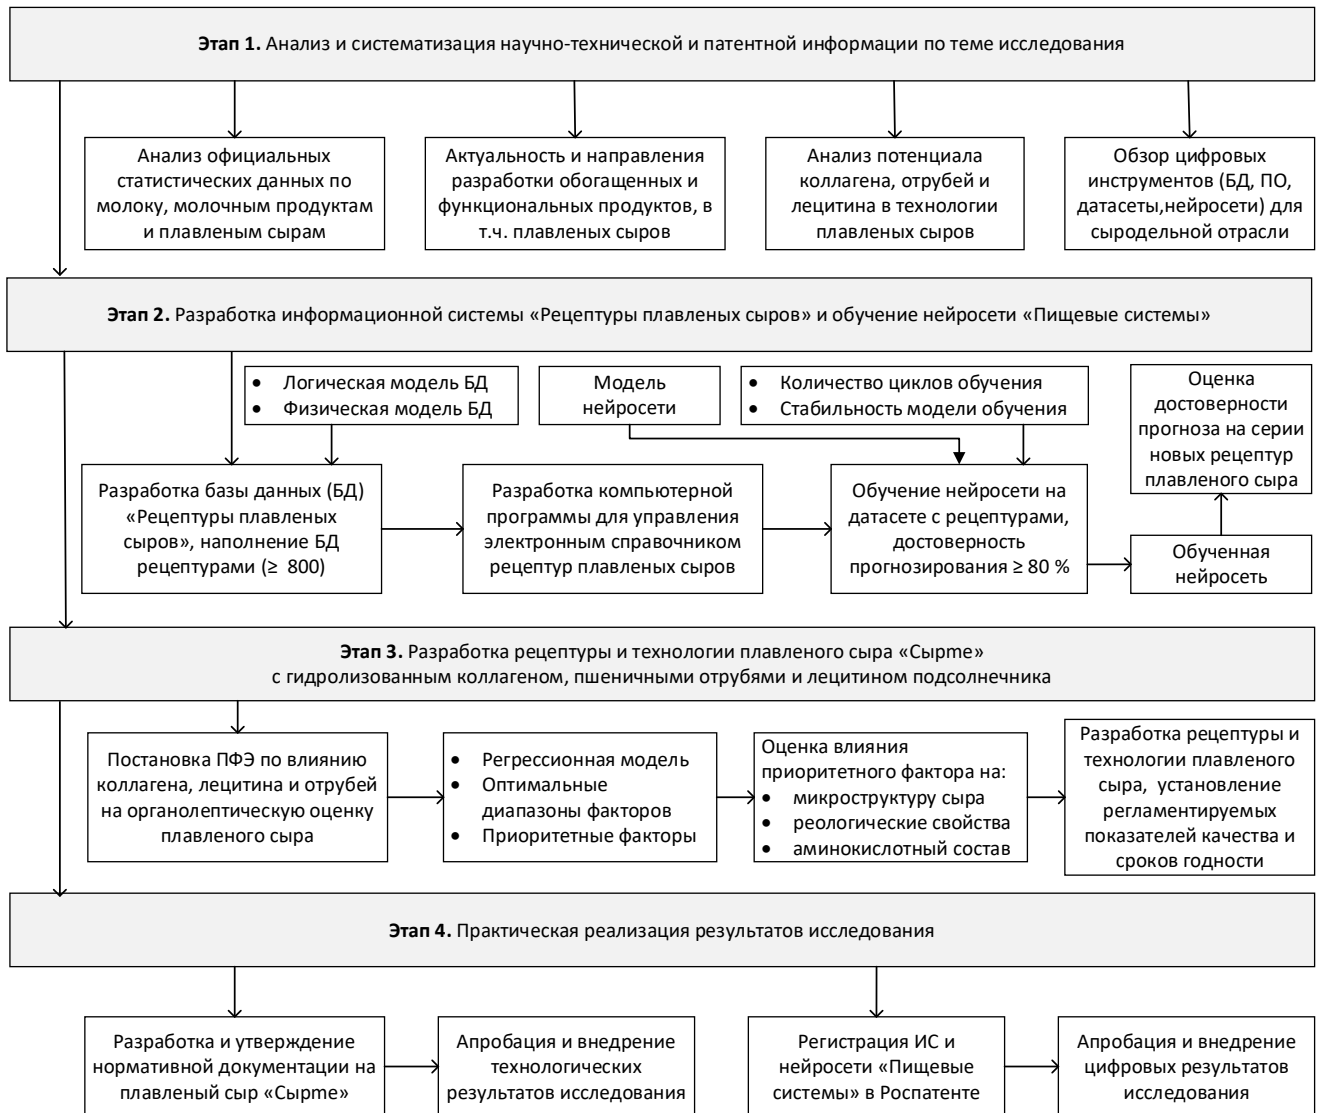 Этап 1. Анализ и систематизация научно-технической и патентной информации по теме исследования
Анализ официальных
статистических данных по
молоку, молочным продуктам
и плавленым сырам
Актуальность и направления
разработки обогащенных и
функциональных продуктов, в
т.ч. плавленых сыров
Анализ потенциала
коллагена, отрубей и
лецитина в технологии
плавленых сыров
Обзор цифровых
инструментов (БД, ПО,
датасеты,нейросети) для
сыродельной отрасли
Этап 2. Разработка информационной системы «Рецептуры плавленых сыров» и обучение нейросети «Пищевые системы»
• Логическая модель БД
• Физическая модель БД
Модель
нейросети
• Количество циклов обучения
• Стабильность модели обучения
Оценка
достоверности
прогноза на серии
новых рецептур
плавленого сыра
Разработка базы данных (БД)
«Рецептуры плавленых
сыров», наполнение БД
рецептурами (≥ 800)
Разработка компьютерной
программы для управления
электронным справочником
рецептур плавленых сыров
Обучение нейросети на
датасете с рецептурами,
достоверность
прогнозирования ≥ 80 %
Обученная
нейросеть
Этап 3. Разработка рецептуры и технологии плавленого сыра «Сырme»
с гидролизованным коллагеном, пшеничными отрубями и лецитином подсолнечника
Постановка ПФЭ по влиянию
коллагена, лецитина и отрубей
на органолептическую оценку
плавленого сыра
• Регрессионная модель
• Оптимальные
диапазоны факторов
• Приоритетные факторы
Оценка влияния
приоритетного фактора на:
• микроструктуру сыра
• реологические свойства
• аминокислотный состав
Разработка рецептуры и
технологии плавленого
сыра, установление
регламентируемых
показателей качества и
сроков годности
Этап 4. Практическая реализация результатов исследования
Разработка и утверждение
нормативной документации на
плавленый сыр «Сырme»
Апробация и внедрение
технологических
результатов исследования
Регистрация ИС и
нейросети «Пищевые
системы» в Роспатенте
Апробация и внедрение
цифровых результатов
исследования